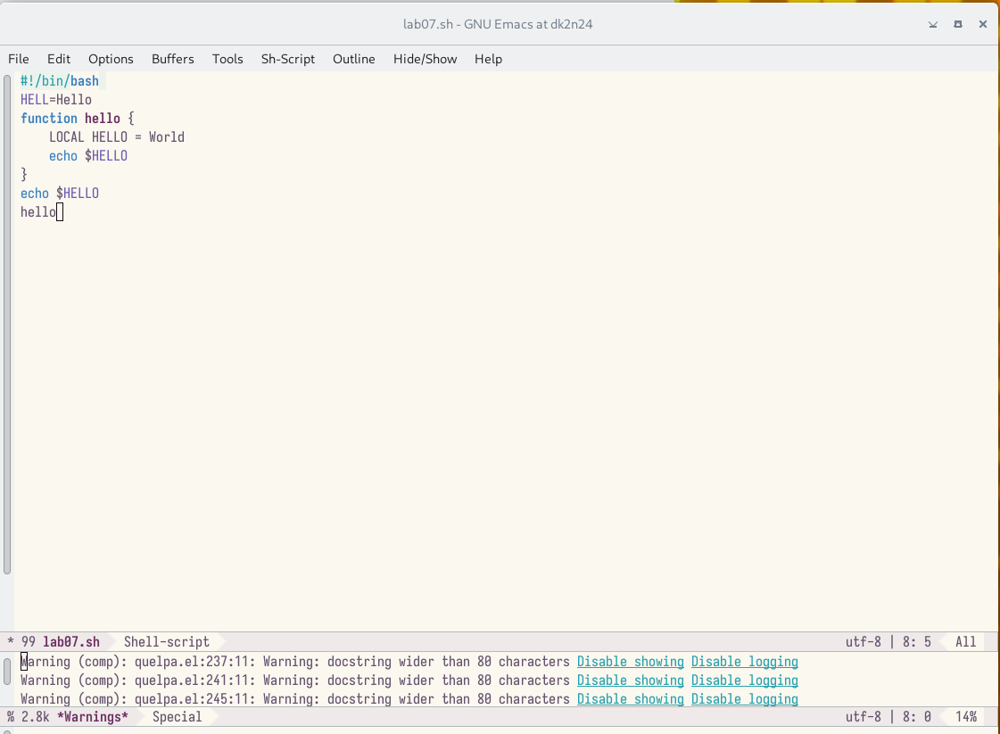 lab07.sh - GNU Emacs at dk2n24
File Edit Options Buffers Tools Sh-Script Outline Hide/Show Help
#!/bin/bash
HELL=Hello
function hello {
    LOCAL HELLO = World
    echo $HELLO
}
echo $HELLO
hello
* 99 lab07.sh Shell-script utf-8 | 8: 5 All
Warning (comp): quelpa.el:237:11: Warning: docstring wider than 80 characters Disable showing Disable logging
Warning (comp): quelpa.el:241:11: Warning: docstring wider than 80 characters Disable showing Disable logging
Warning (comp): quelpa.el:245:11: Warning: docstring wider than 80 characters Disable showing Disable logging
% 2.8k *Warnings* Special utf-8 | 8: 0 14%